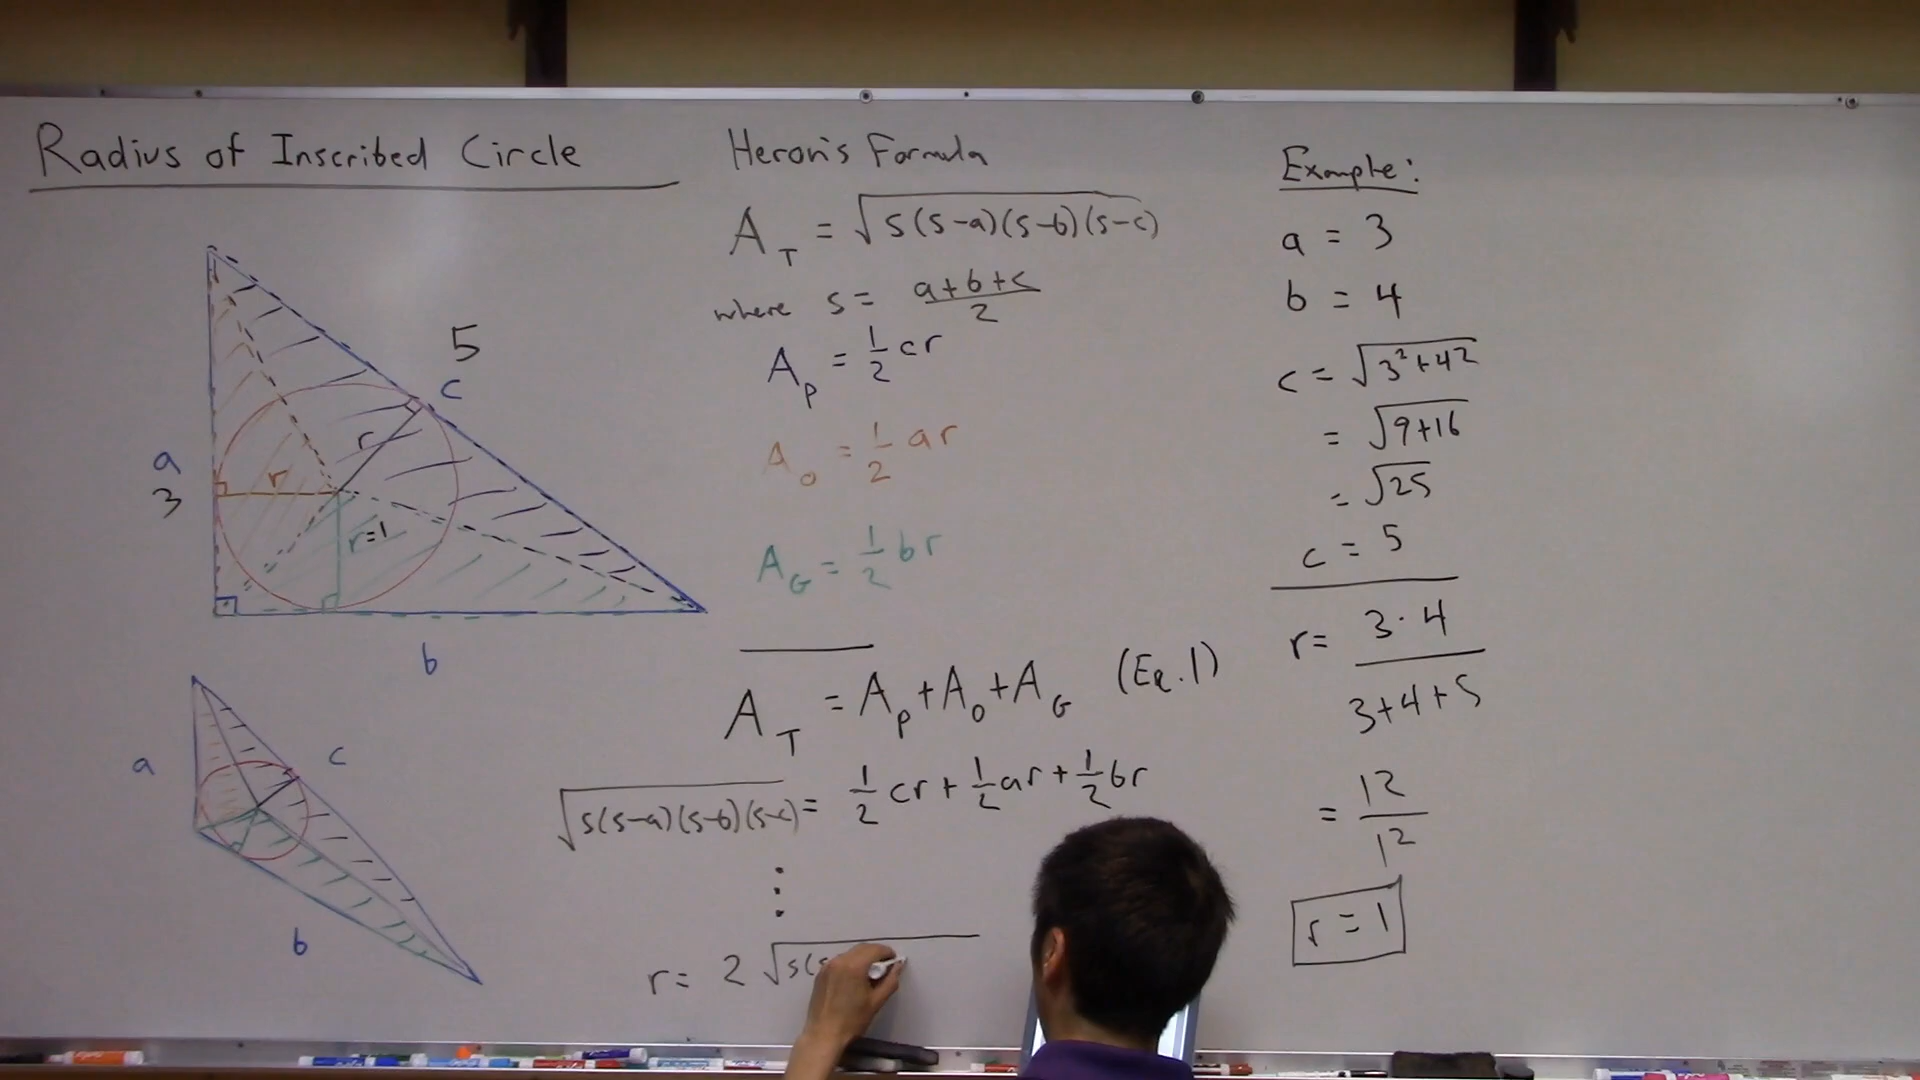 Radius of Inscribed Circle
5
c
r
a
3
r
r=1
b
a
c
b
Heron's Formula
A_T = √(s(s-a)(s-b)(s-c))
where s = (a+b+c)/2
A_p = 1/2 cr
A_o = 1/2 ar
A_G = 1/2 br
A_T = A_p + A_o + A_G (Eq.1)
√(s(s-a)(s-b)(s-c)) = 1/2 cr + 1/2 ar + 1/2 br
⋮
r = 2 √s(s
Example:
a = 3
b = 4
c = √(3²+4²)
= √(9+16)
= √25
c = 5
r = (3·4)/(3+4+5)
= 12/12
r = 1